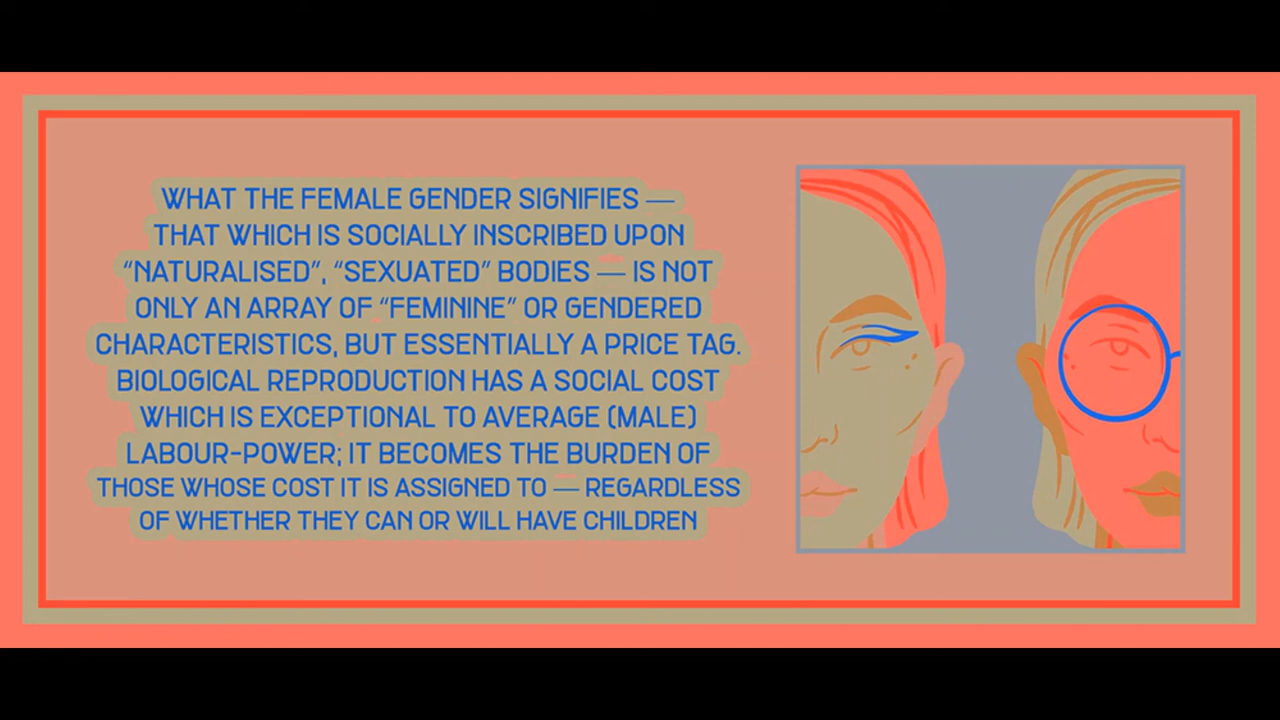 WHAT THE FEMALE GENDER SIGNIFIES —
THAT WHICH IS SOCIALLY INSCRIBED UPON
“NATURALISED”, “SEXUATED” BODIES — IS NOT
ONLY AN ARRAY OF “FEMININE” OR GENDERED
CHARACTERISTICS, BUT ESSENTIALLY A PRICE TAG.
BIOLOGICAL REPRODUCTION HAS A SOCIAL COST
WHICH IS EXCEPTIONAL TO AVERAGE (MALE)
LABOUR-POWER; IT BECOMES THE BURDEN OF
THOSE WHOSE COST IT IS ASSIGNED TO — REGARDLESS
OF WHETHER THEY CAN OR WILL HAVE CHILDREN